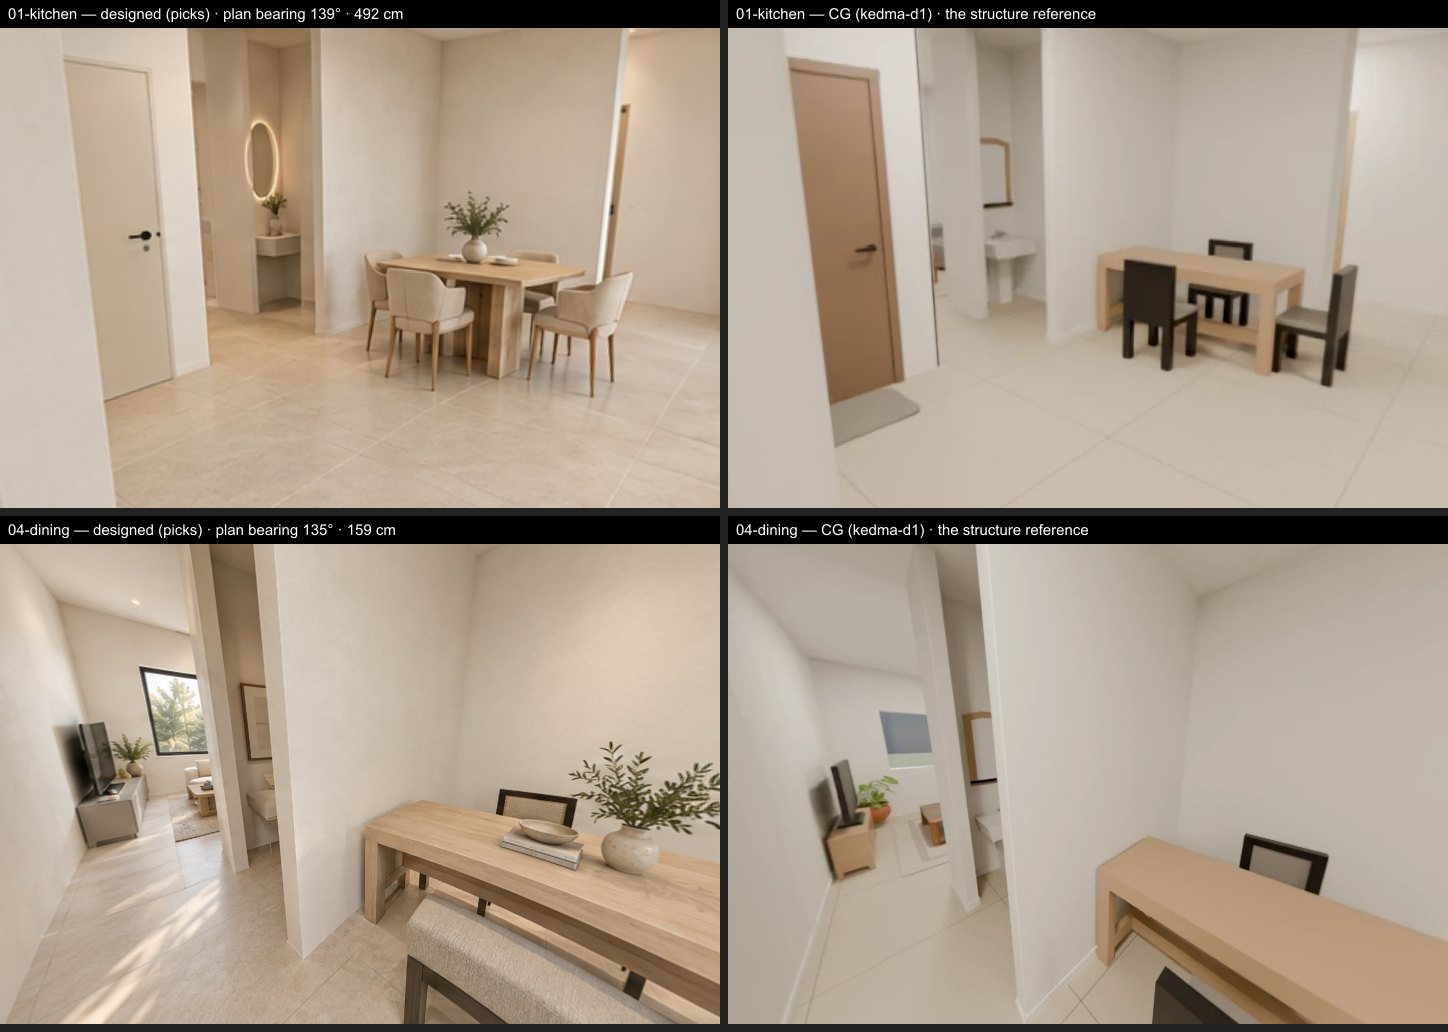 01-kitchen — designed (picks) · plan bearing 139° · 492 cm
01-kitchen — CG (kedma-d1) · the structure reference
04-dining — designed (picks) · plan bearing 135° · 159 cm
04-dining — CG (kedma-d1) · the structure reference